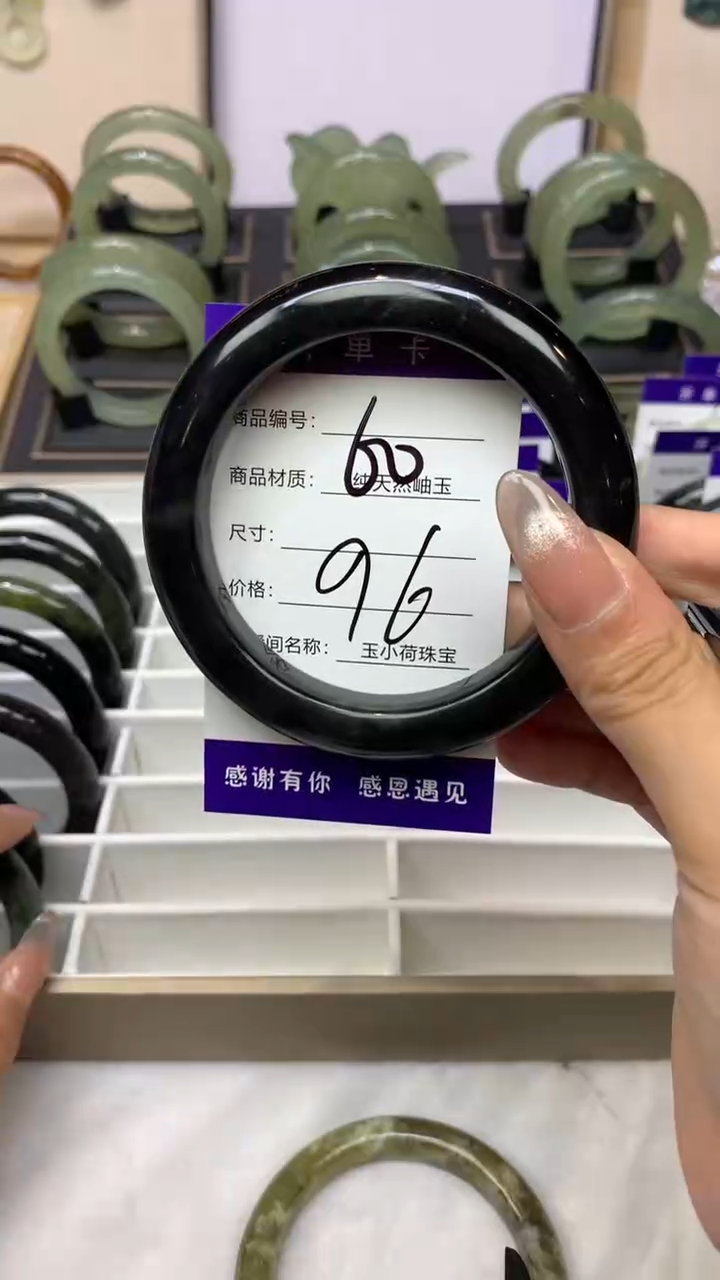 单卡
商品编号：
60
商品材质： 纯天然岫玉
尺寸：
96
价格：
间名称： 玉小荷珠宝
感谢有你 感恩遇见